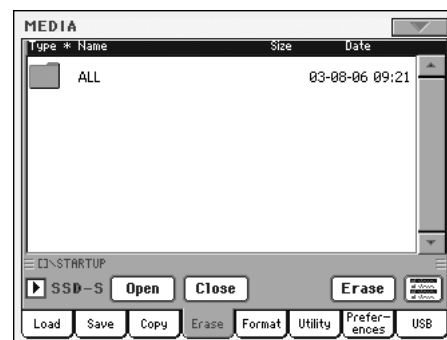 MEDIA
Type * Name Size Date
ALL 03-08-06 09:21
[]\STARTUP
SSD-S Open Close Erase
Load Save Copy Erase Format Utility Prefer-ences USB